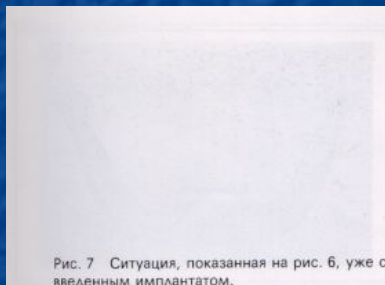 Рис. 7 Ситуация, показанная на рис. 6, уже с
введенным имплантатом.